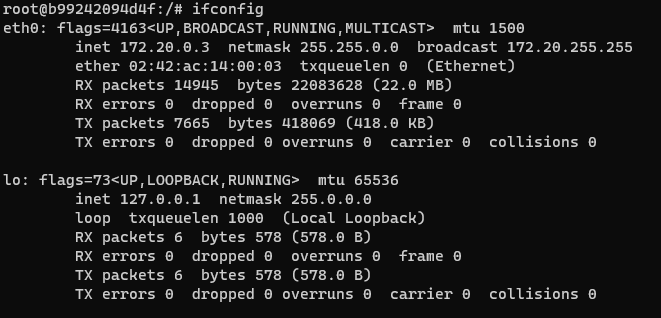 root@b99242094d4f:/# ifconfig
eth0: flags=4163<UP,BROADCAST,RUNNING,MULTICAST>  mtu 1500
        inet 172.20.0.3  netmask 255.255.0.0  broadcast 172.20.255.255
        ether 02:42:ac:14:00:03  txqueuelen 0  (Ethernet)
        RX packets 14945  bytes 22083628 (22.0 MB)
        RX errors 0  dropped 0  overruns 0  frame 0
        TX packets 7665  bytes 418069 (418.0 KB)
        TX errors 0  dropped 0 overruns 0  carrier 0  collisions 0

lo: flags=73<UP,LOOPBACK,RUNNING>  mtu 65536
        inet 127.0.0.1  netmask 255.0.0.0
        loop  txqueuelen 1000  (Local Loopback)
        RX packets 6  bytes 578 (578.0 B)
        RX errors 0  dropped 0  overruns 0  frame 0
        TX packets 6  bytes 578 (578.0 B)
        TX errors 0  dropped 0 overruns 0  carrier 0  collisions 0